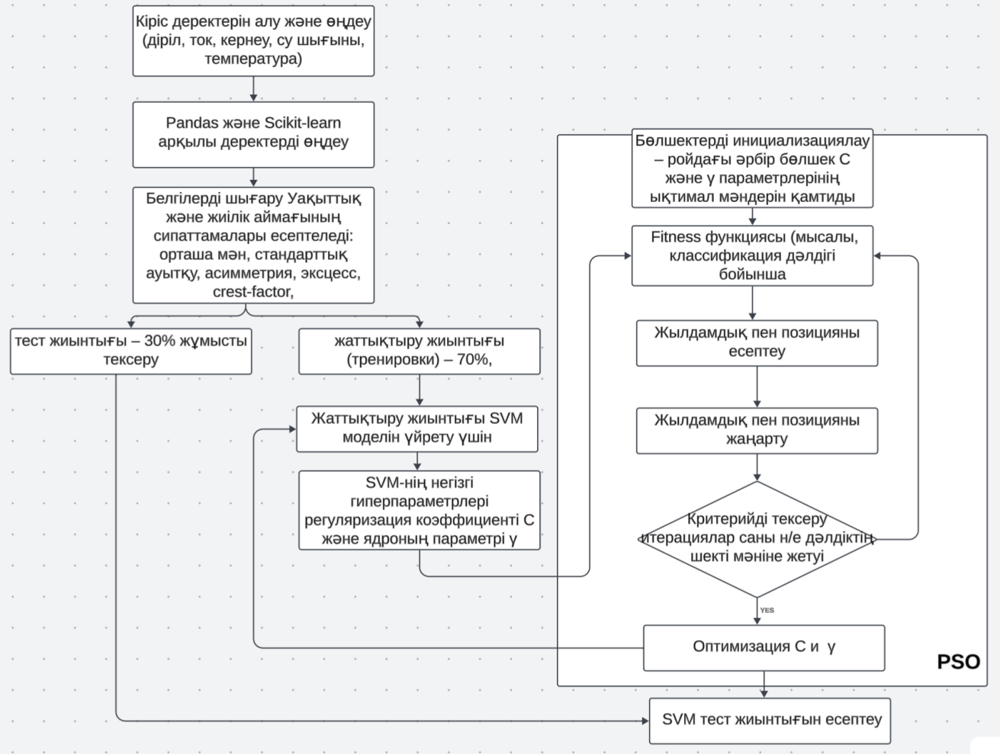 Кіріс деректерін алу және өңдеу
(діріл, ток, кернеу, су шығыны,
температура)
Pandas және Scikit-learn
арқылы деректерді өңдеу
Белгілерді шығару Уақыттық
және жиілік аймағының
сипаттамалары есептеледі:
орташа мән, стандарттық
ауытқу, асимметрия, эксцесс,
crest-factor,
тест жиынтығы – 30% жұмысты
тексеру
жаттықтыру жиынтығы
(тренировки) – 70%,
Жаттықтыру жиынтығы SVM
моделін үйрету үшін
SVM-нің негізгі
гиперпараметрлері
регуляризация коэффициенті C
және ядроның параметрі γ
Бөлшектерді инициализациялау
– ройдағы әрбір бөлшек C
және γ параметрлерінің
ықтимал мәндерін қамтиды
Fitness функциясы (мысалы,
классификация дәлдігі
бойынша
Жылдамдық пен позицияны
есептеу
Жылдамдық пен позицияны
жаңарту
Критерийді тексеру
итерациялар саны н/е дәлдіктің
шекті мәніне жетуі
YES
Оптимизация C и γ
PSO
SVM тест жиынтығын есептеу